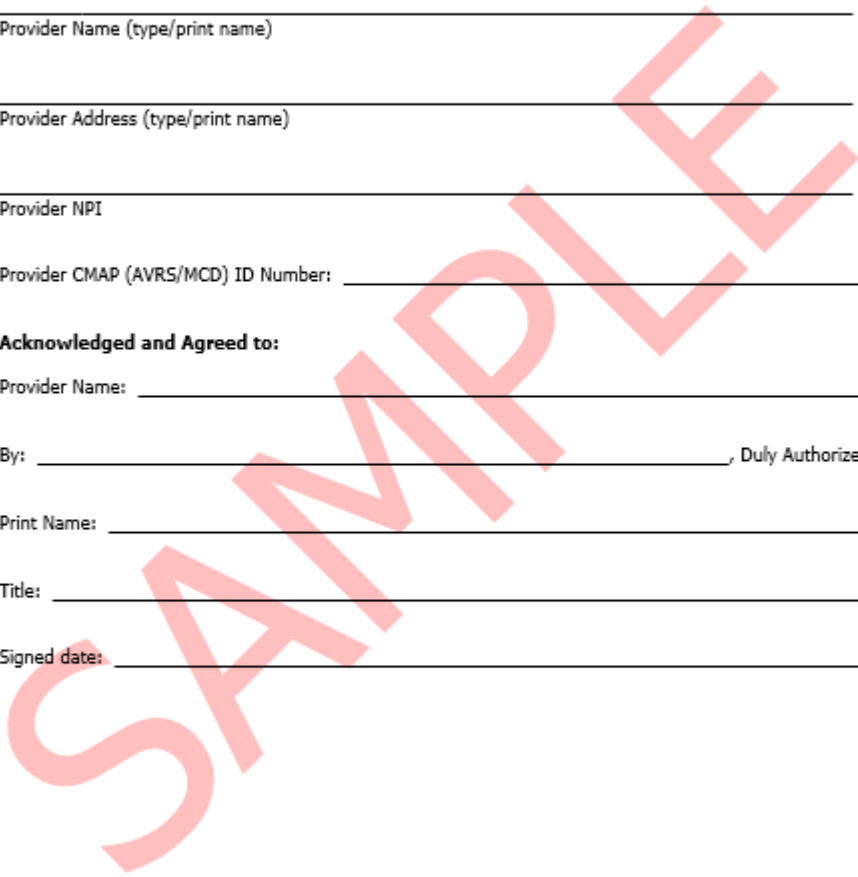 Provider Name (type/print name)
Provider Address (type/print name)
Provider NPI
Provider CMAP (AVRS/MCD) ID Number:
Acknowledged and Agreed to:
Provider Name:
By: , Duly Authorize
Print Name:
Title:
Signed date:
SAMPLE